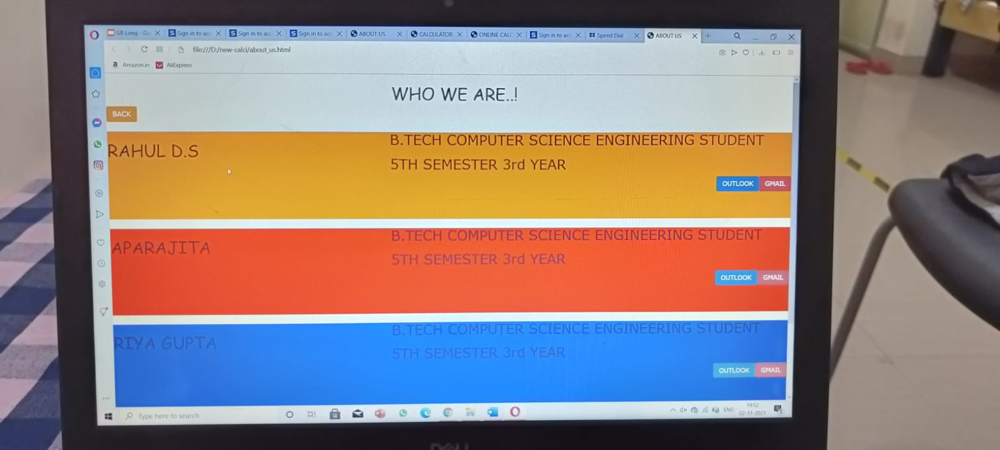 GB Long - Go
Sign in to acc
Sign in to acc
Sign in to acc
ABOUT US
CALCULATOR
ONLINE CALC
Sign in to acc
Speed Dial
ABOUT US
file:///D:/new-calci/about_us.html
Amazon.in
AliExpress
WHO WE ARE..!
BACK
RAHUL D.S
B.TECH COMPUTER SCIENCE ENGINEERING STUDENT
5TH SEMESTER 3rd YEAR
OUTLOOK GMAIL
APARAJITA
B.TECH COMPUTER SCIENCE ENGINEERING STUDENT
5TH SEMESTER 3rd YEAR
OUTLOOK GMAIL
RIYA GUPTA
B.TECH COMPUTER SCIENCE ENGINEERING STUDENT
5TH SEMESTER 3rd YEAR
OUTLOOK GMAIL
Type here to search
ENG
19:52
02-11-2021
DELL